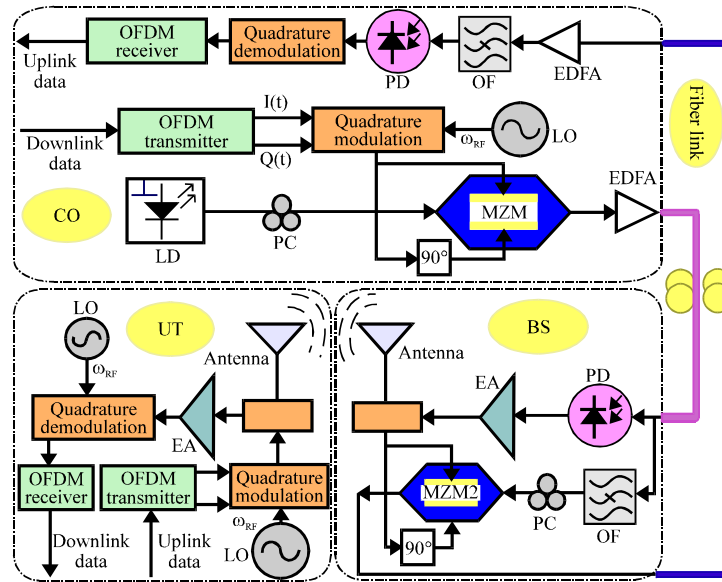 OFDM
receiver
Quadrature
demodulation
PD
OF
EDFA
Uplink
data
I(t)
OFDM
transmitter
Q(t)
Quadrature
modulation
ω_RF
LO
Downlink
data
Fiber link
CO
LD
PC
MZM
90°
EDFA
LO
UT
ω_RF
Antenna
Quadrature
demodulation
EA
OFDM
receiver
OFDM
transmitter
Quadrature
modulation
ω_RF
LO
Downlink
data
Uplink
data
BS
Antenna
EA
PD
MZM2
PC
OF
90°